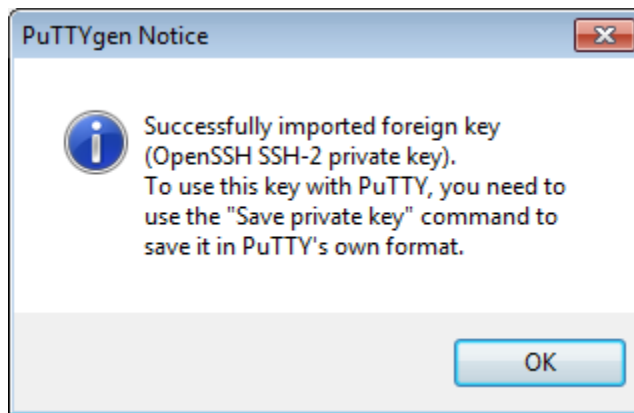 PuTTYgen Notice
Successfully imported foreign key
(OpenSSH SSH-2 private key).
To use this key with PuTTY, you need to
use the "Save private key" command to
save it in PuTTY's own format.
OK